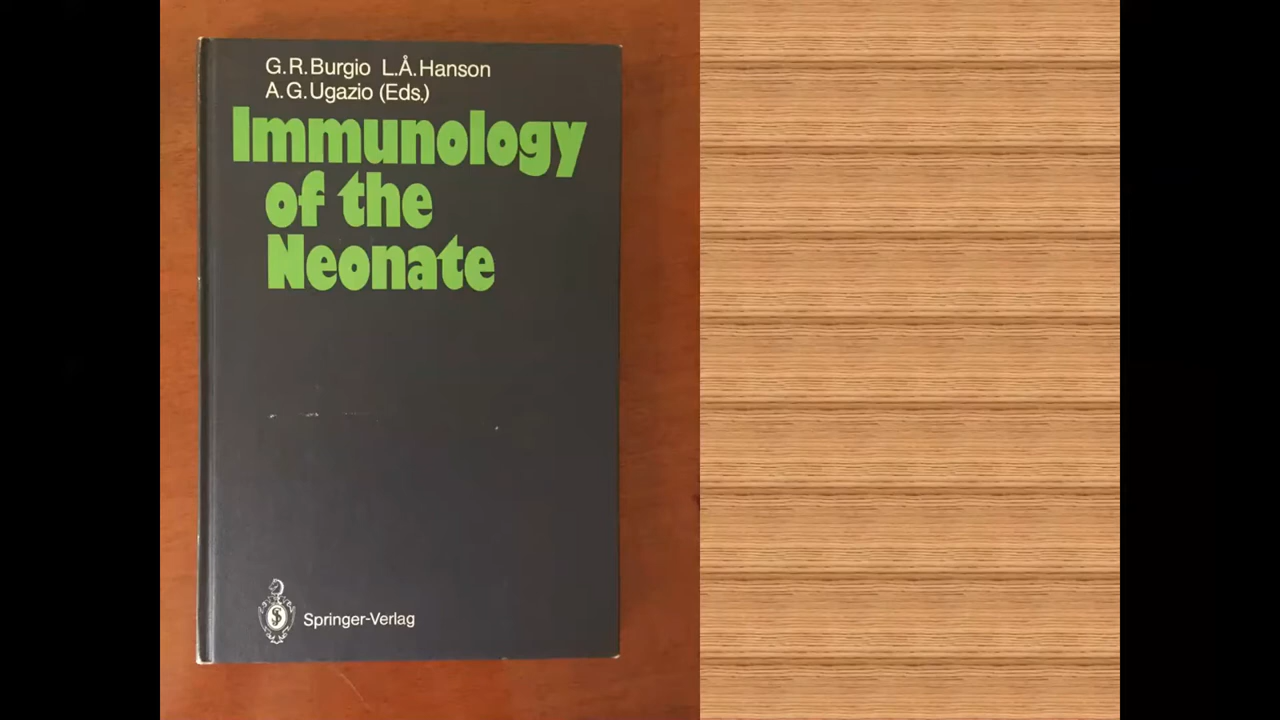 G.R.Burgio L.Å.Hanson
A.G.Ugazio (Eds.)
Immunology
of the
Neonate
Springer-Verlag